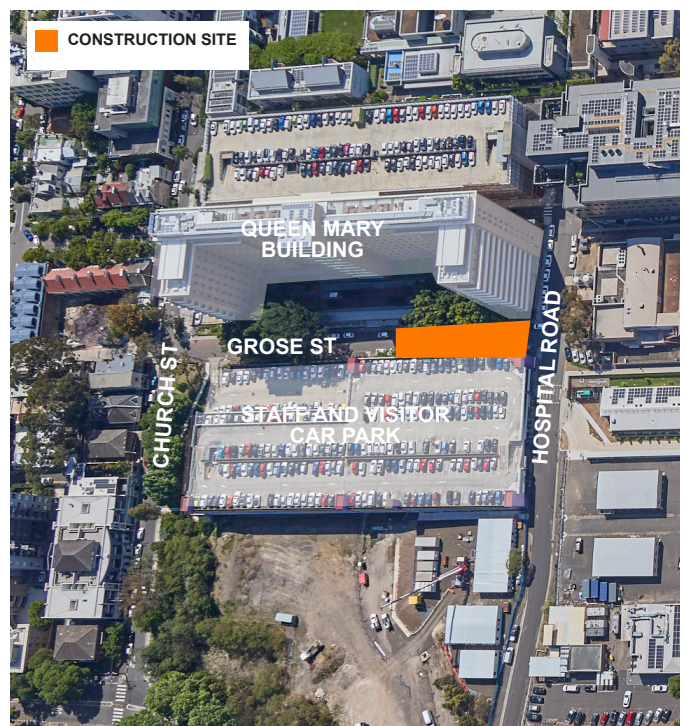 CONSTRUCTION SITE
QUEEN MARY
BUILDING
GROSE ST
CHURCH ST
HOSPITAL ROAD
STAFF AND VISITOR
CAR PARK